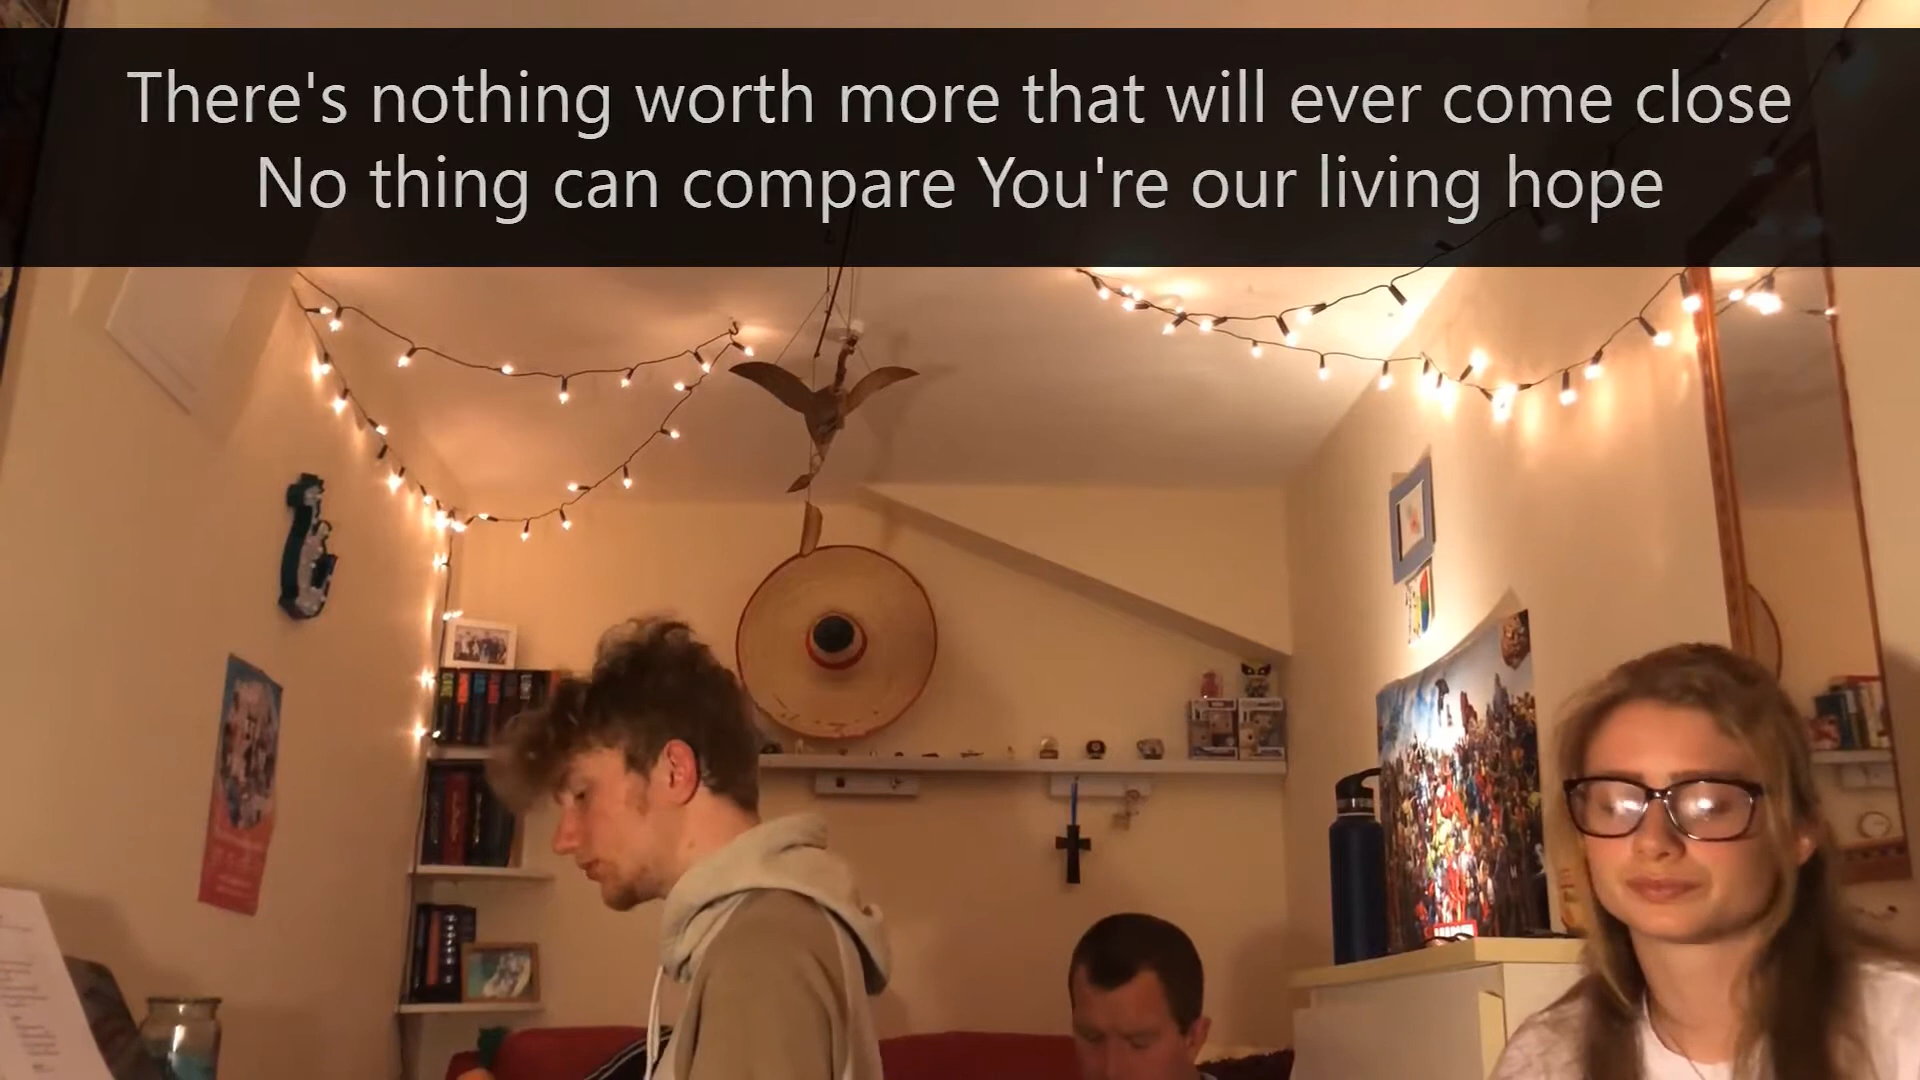 There's nothing worth more that will ever come close
No thing can compare You're our living hope